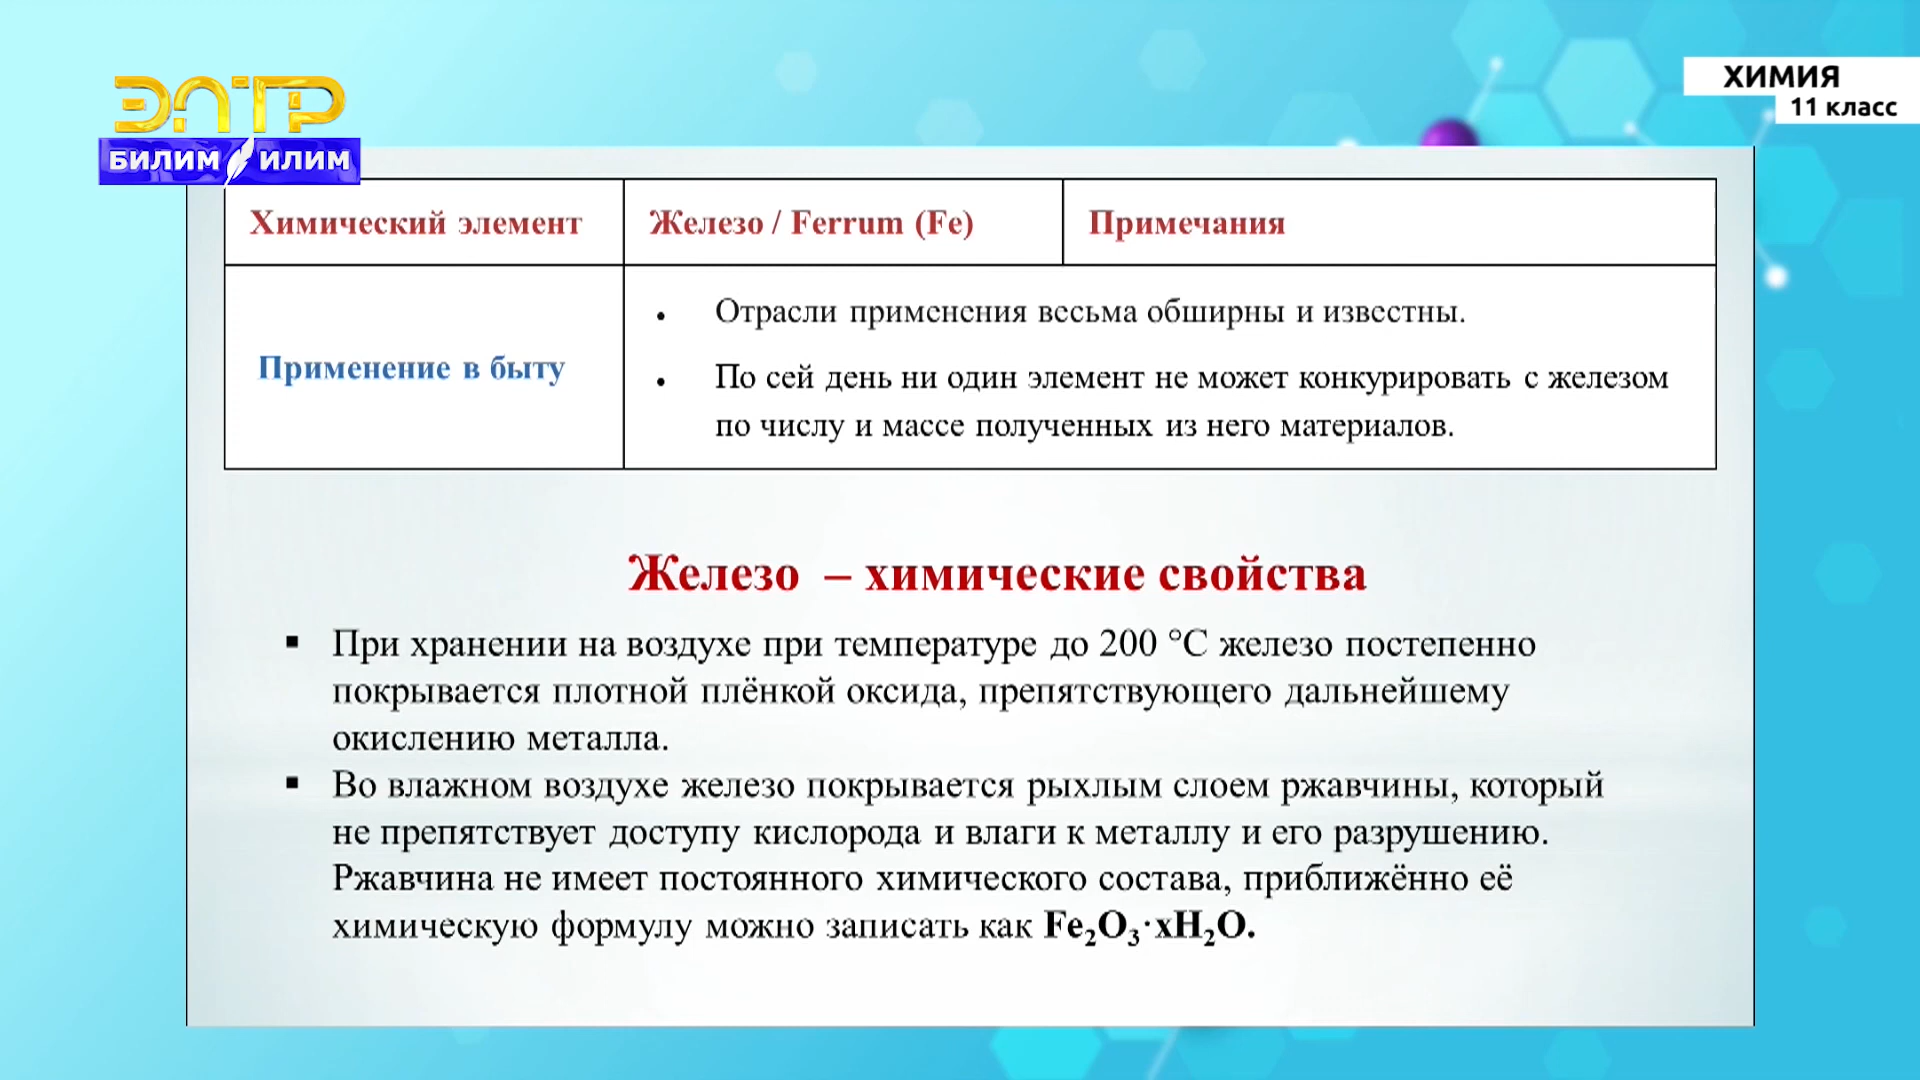 ЭЛТР
БИЛИМ ИЛИМ
ХИМИЯ
11 класс
Химический элемент
Железо / Ferrum (Fe)
Примечания
Применение в быту
• Отрасли применения весьма обширны и известны.
• По сей день ни один элемент не может конкурировать с железом
по числу и массе полученных из него материалов.
Железо – химические свойства
▪ При хранении на воздухе при температуре до 200 °C железо постепенно
покрывается плотной плёнкой оксида, препятствующего дальнейшему
окислению металла.
▪ Во влажном воздухе железо покрывается рыхлым слоем ржавчины, который
не препятствует доступу кислорода и влаги к металлу и его разрушению.
Ржавчина не имеет постоянного химического состава, приближённо её
химическую формулу можно записать как Fe₂O₃·xH₂O.